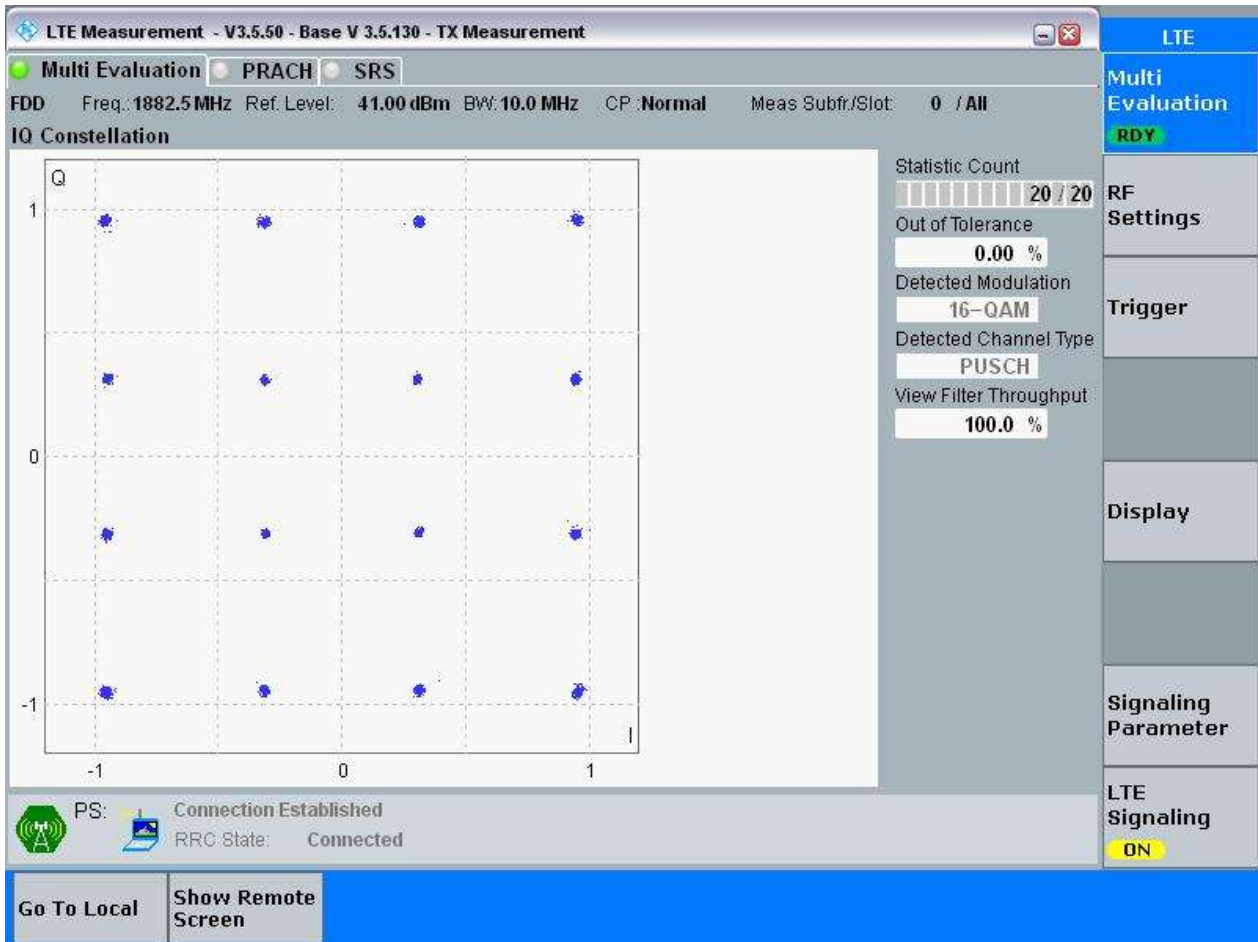 LTE Measurement - V3.5.50 - Base V 3.5.130 - TX Measurement
LTE
Multi Evaluation PRACH SRS
FDD Freq.: 1882.5 MHz Ref. Level: 41.00 dBm BW: 10.0 MHz CP : Normal Meas Subfr./Slot: 0 / All
IQ Constellation
Q
1
0
-1
I
-1 0 1
Statistic Count
20 / 20
Out of Tolerance
0.00 %
Detected Modulation
16-QAM
Detected Channel Type
PUSCH
View Filter Throughput
100.0 %
Multi
Evaluation
RDY
RF
Settings
Trigger
Display
Signaling
Parameter
LTE
Signaling
ON
PS: Connection Established
RRC State: Connected
Go To Local
Show Remote
Screen